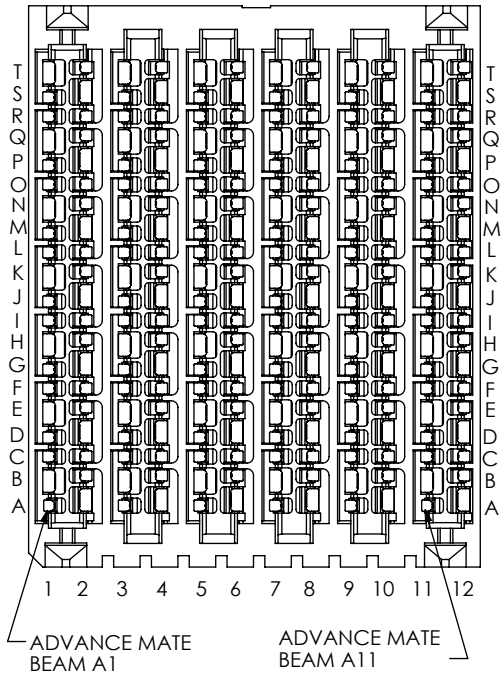 T T
S S
R R
Q Q
P P
O O
N N
M M
L L
K K
J J
I I
H H
G G
F F
E E
D D
C C
B B
A A
1 2 3 4 5 6 7 8 9 10 11 12
ADVANCE MATE
BEAM A1
ADVANCE MATE
BEAM A11